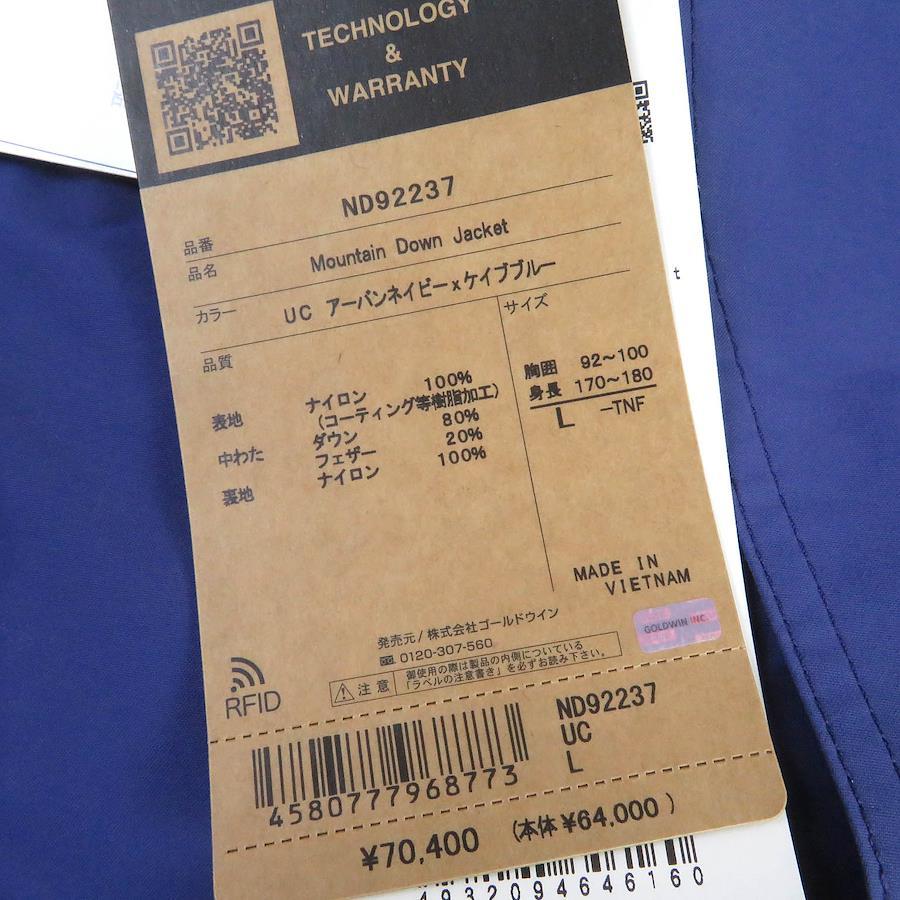 TECHNOLOGY
&
WARRANTY
品番 ND92237
品名 Mountain Down Jacket
カラー UC アーバンネイビーxケイブブルー
品質
サイズ
表地 ナイロン 100%
(コーティング等樹脂加工)
中わた ダウン 80%
フェザー 20%
裏地 ナイロン 100%
胸囲 92～100
身長 170～180
L -TNF
MADE IN
VIETNAM
GOLDWIN INC.
発売元/株式会社ゴールドウイン
0120-307-560
注意 御使用の際は製品の内側についている
「ラベルの注意書き」を必ずお読み下さい。
RFID
4580777968773
ND92237
UC
L
¥70,400 (本体¥64,000)
4932094646160
t